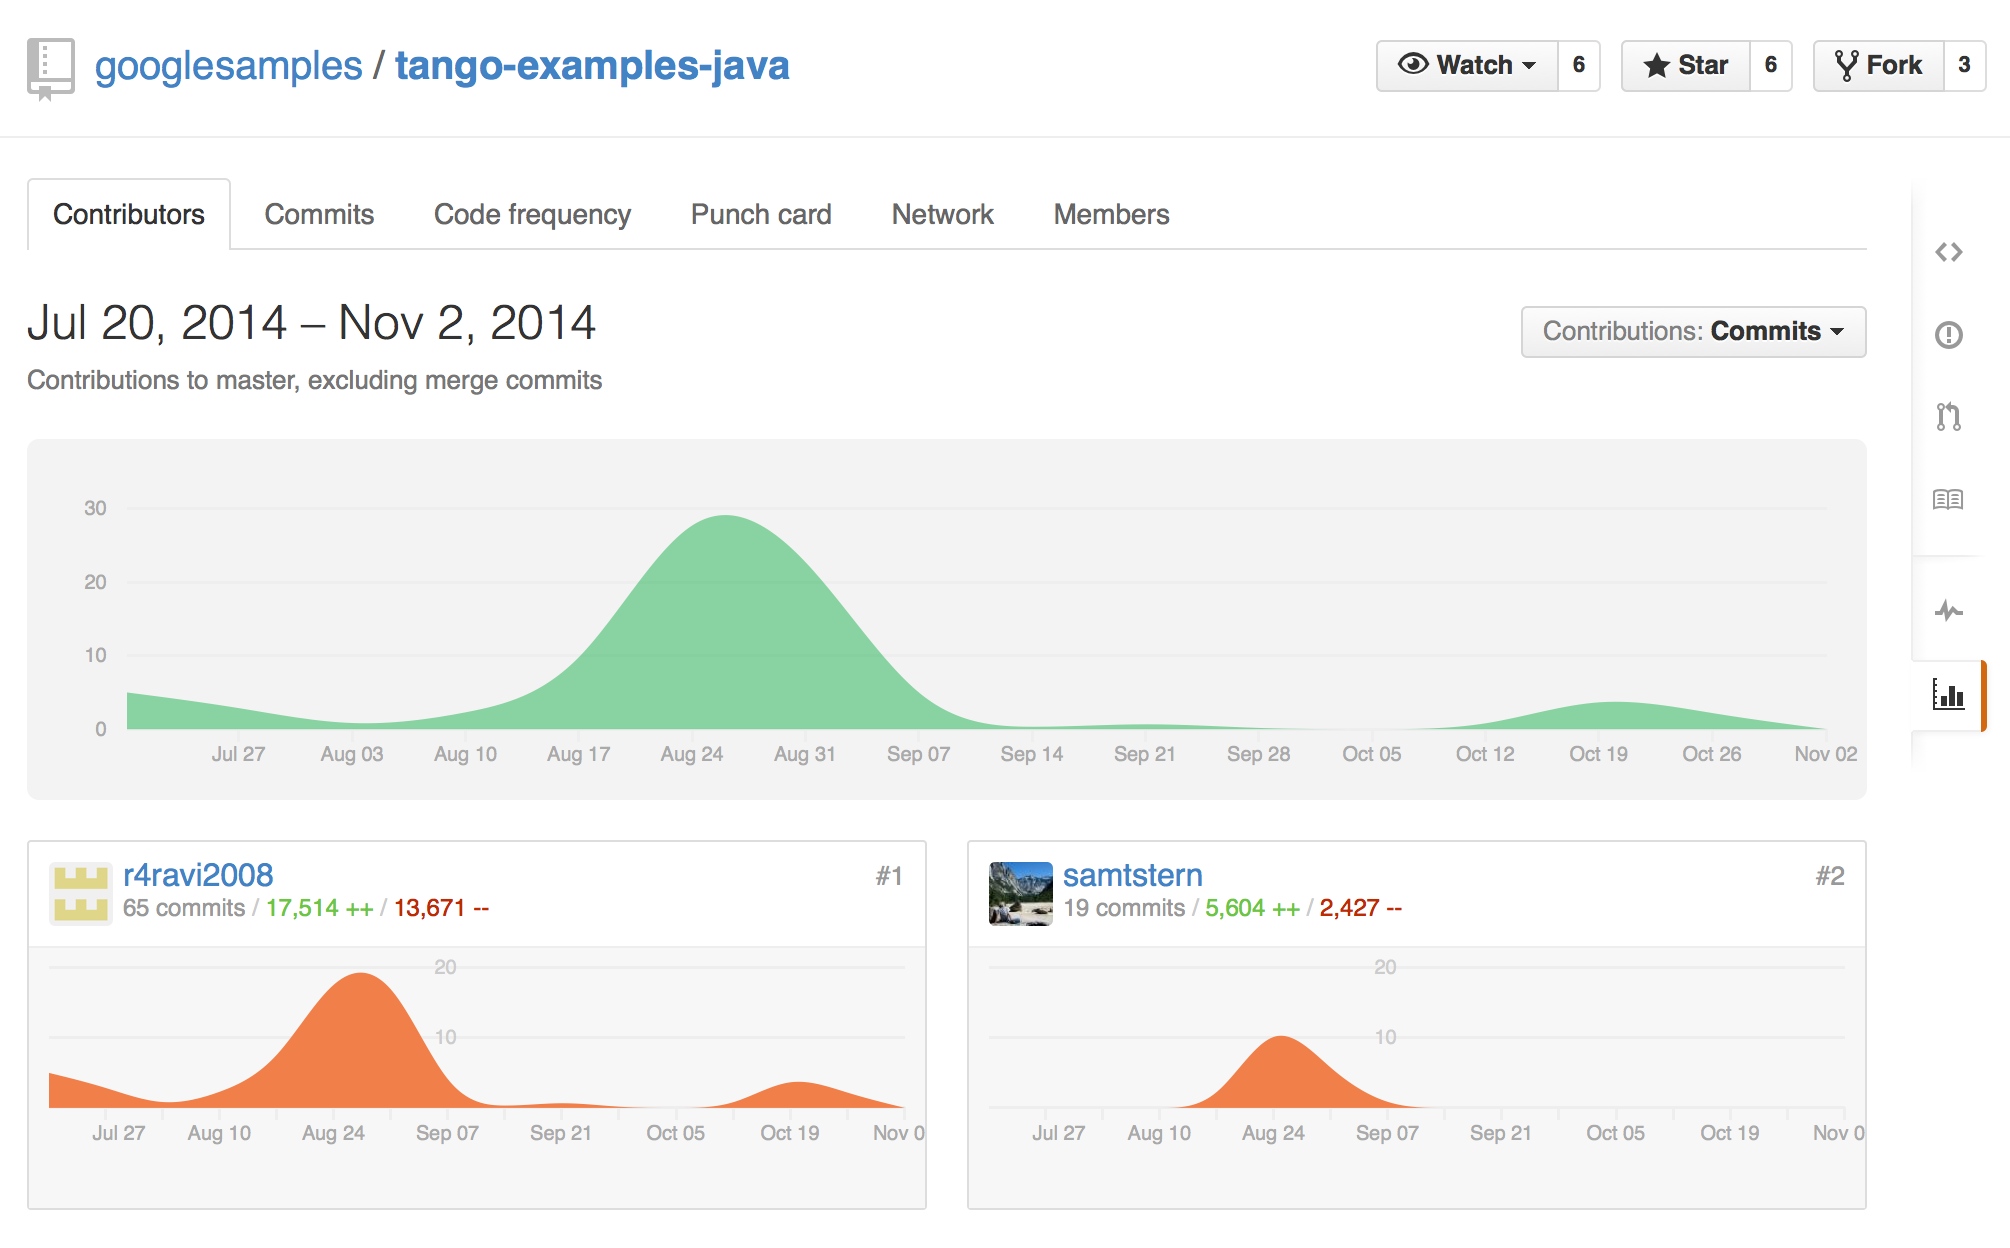 googlesamples / tango-examples-java
Watch 6 Star 6 Fork 3
Contributors Commits Code frequency Punch card Network Members
Jul 20, 2014 – Nov 2, 2014
Contributions: Commits
Contributions to master, excluding merge commits
30
20
10
0
Jul 27 Aug 03 Aug 10 Aug 17 Aug 24 Aug 31 Sep 07 Sep 14 Sep 21 Sep 28 Oct 05 Oct 12 Oct 19 Oct 26 Nov 02
r4ravi2008 #1
65 commits / 17,514 ++ / 13,671 --
20
10
Jul 27 Aug 10 Aug 24 Sep 07 Sep 21 Oct 05 Oct 19 Nov 0
samtstern #2
19 commits / 5,604 ++ / 2,427 --
20
10
Jul 27 Aug 10 Aug 24 Sep 07 Sep 21 Oct 05 Oct 19 Nov 0